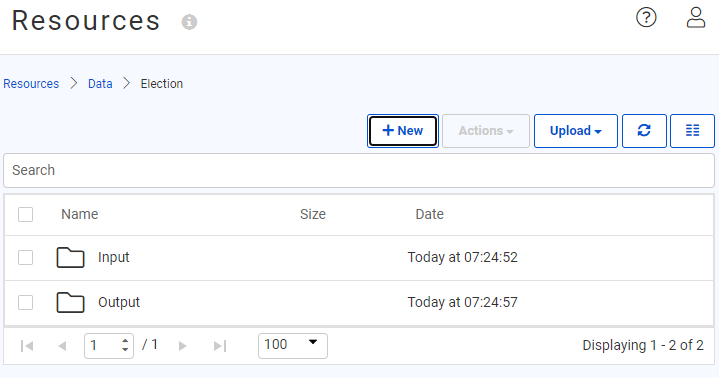 Resources
Resources > Data > Election
+ New Actions Upload
Search
Name Size Date
Input Today at 07:24:52
Output Today at 07:24:57
1 / 1 100 Displaying 1 - 2 of 2